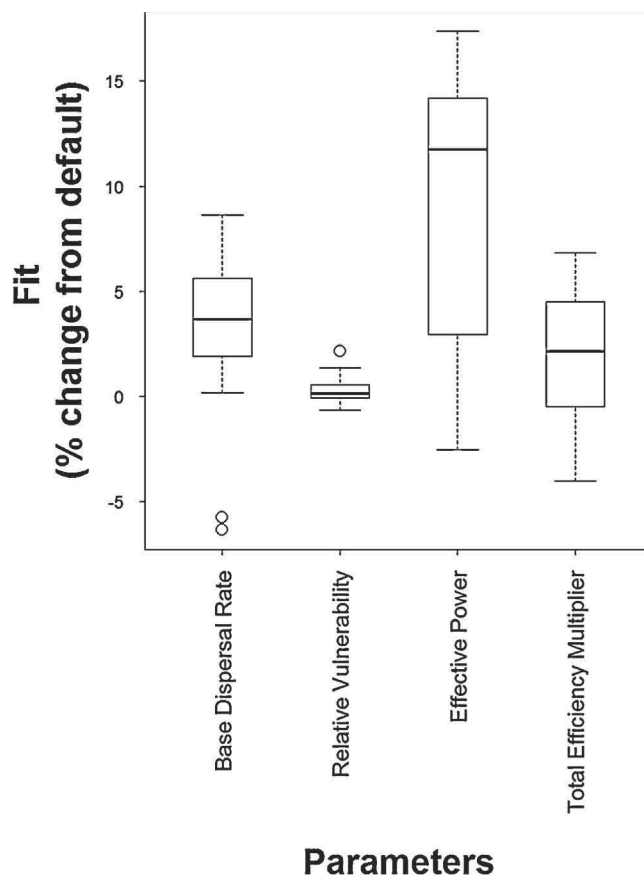 Fit
(% change from default)
15
10
5
0
-5
Base Dispersal Rate
Relative Vulnerability
Effective Power
Total Efficiency Multiplier
Parameters